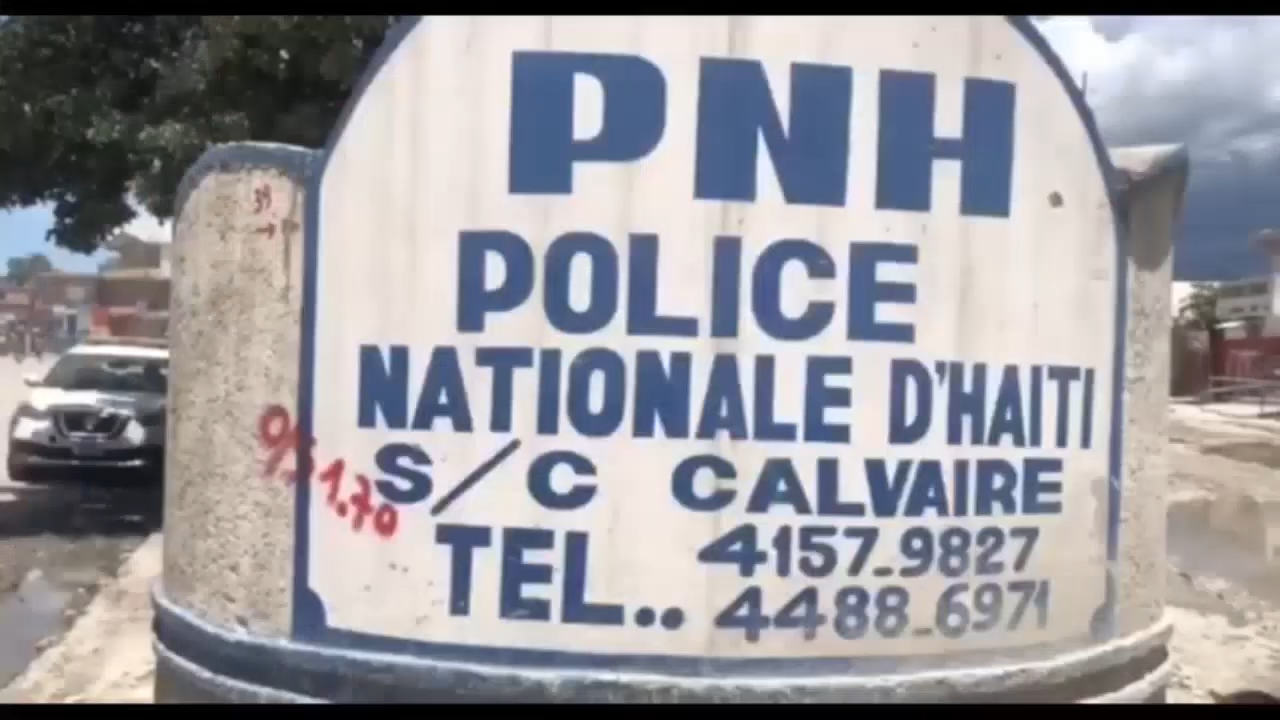 PNH
POLICE
NATIONALE D'HAITI
S/C CALVAIRE
TEL.. 4157-9827
4488-6971